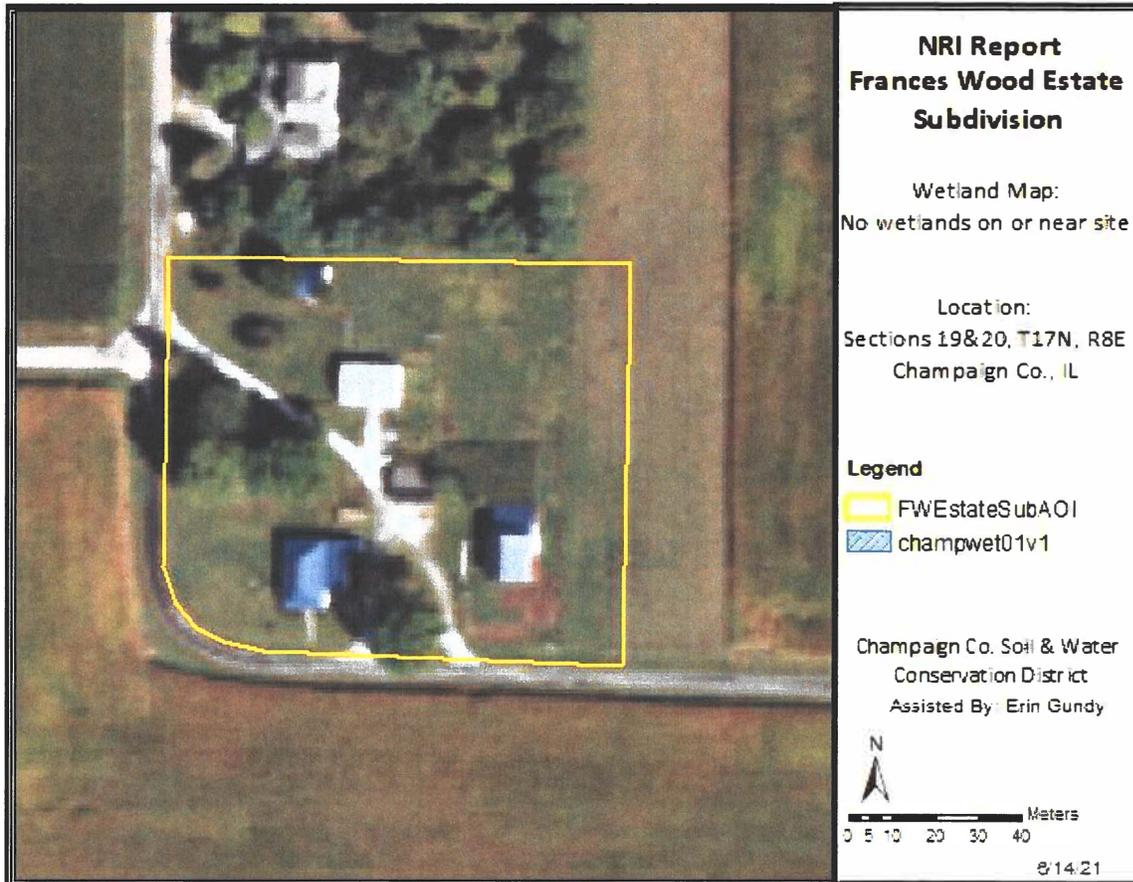 NRI Report
Frances Wood Estate
Subdivision
Wetland Map:
No wetlands on or near site
Location:
Sections 19&20, T17N, R8E
Champaign Co., IL
Legend
FWEstateSubAOI
champwet01v1
Champaign Co. Soil & Water
Conservation District
Assisted By: Erin Gundy
N
Meters
0 5 10 20 30 40
6/14/21